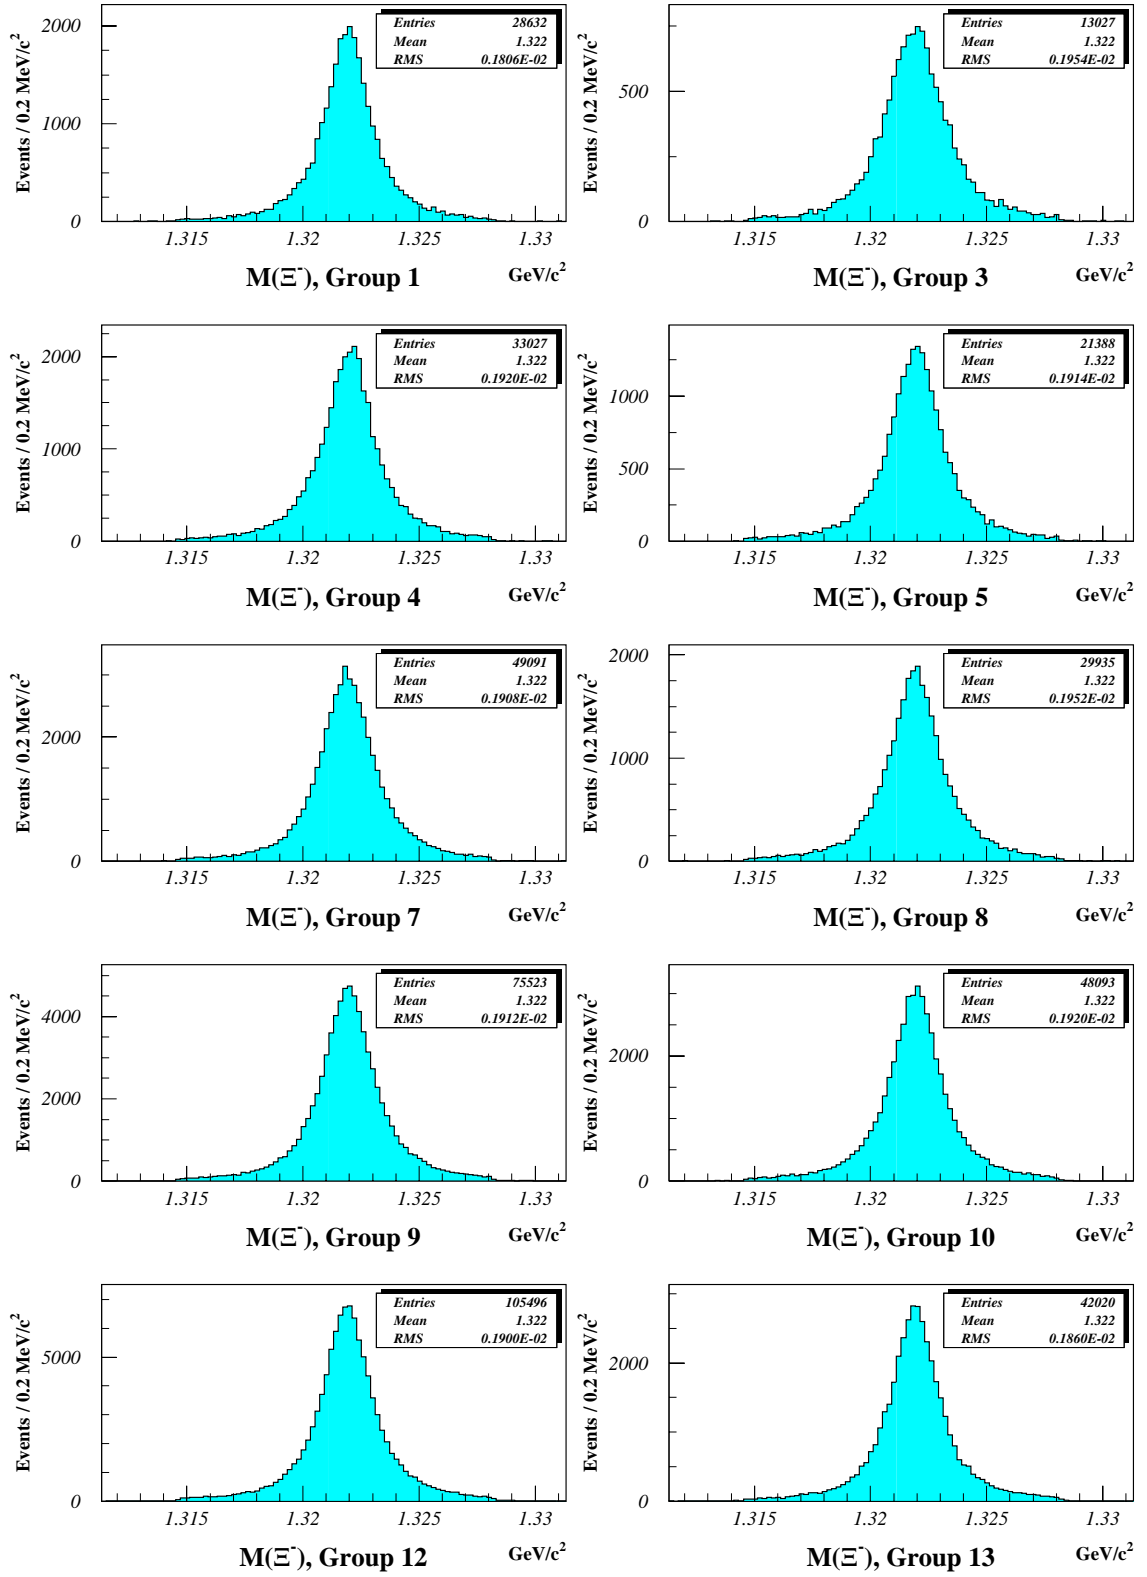 Events / 0.2 MeV/c²
2000
1000
0
Entries 28632
Mean 1.322
RMS 0.1806E-02
1.315 1.32 1.325 1.33
M(Ξ⁻), Group 1 GeV/c²
Events / 0.2 MeV/c²
500
0
Entries 13027
Mean 1.322
RMS 0.1954E-02
1.315 1.32 1.325 1.33
M(Ξ⁻), Group 3 GeV/c²
Events / 0.2 MeV/c²
2000
1000
0
Entries 33027
Mean 1.322
RMS 0.1920E-02
1.315 1.32 1.325 1.33
M(Ξ⁻), Group 4 GeV/c²
Events / 0.2 MeV/c²
1000
500
0
Entries 21388
Mean 1.322
RMS 0.1914E-02
1.315 1.32 1.325 1.33
M(Ξ⁻), Group 5 GeV/c²
Events / 0.2 MeV/c²
2000
0
Entries 49091
Mean 1.322
RMS 0.1908E-02
1.315 1.32 1.325 1.33
M(Ξ⁻), Group 7 GeV/c²
Events / 0.2 MeV/c²
2000
1000
0
Entries 29935
Mean 1.322
RMS 0.1952E-02
1.315 1.32 1.325 1.33
M(Ξ⁻), Group 8 GeV/c²
Events / 0.2 MeV/c²
4000
2000
0
Entries 75523
Mean 1.322
RMS 0.1912E-02
1.315 1.32 1.325 1.33
M(Ξ⁻), Group 9 GeV/c²
Events / 0.2 MeV/c²
2000
0
Entries 48093
Mean 1.322
RMS 0.1920E-02
1.315 1.32 1.325 1.33
M(Ξ⁻), Group 10 GeV/c²
Events / 0.2 MeV/c²
5000
0
Entries 105496
Mean 1.322
RMS 0.1900E-02
1.315 1.32 1.325 1.33
M(Ξ⁻), Group 12 GeV/c²
Events / 0.2 MeV/c²
2000
0
Entries 42020
Mean 1.322
RMS 0.1860E-02
1.315 1.32 1.325 1.33
M(Ξ⁻), Group 13 GeV/c²